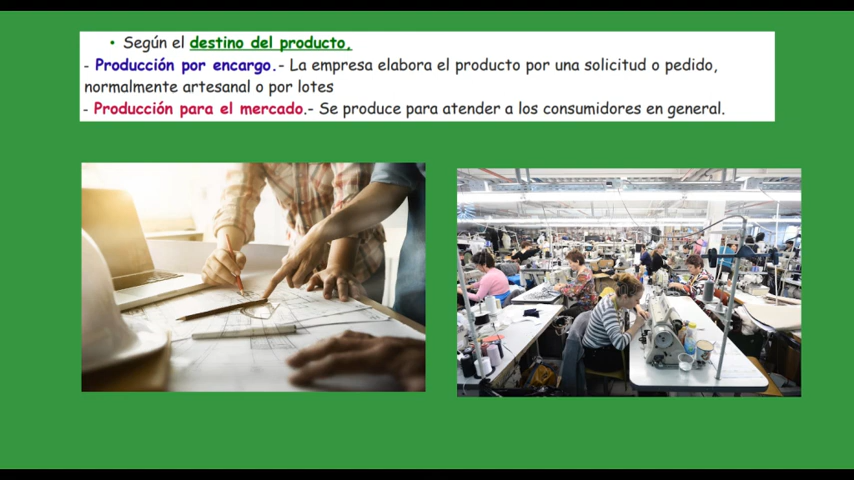 • Según el destino del producto.
- Producción por encargo.- La empresa elabora el producto por una solicitud o pedido,
normalmente artesanal o por lotes
- Producción para el mercado.- Se produce para atender a los consumidores en general.